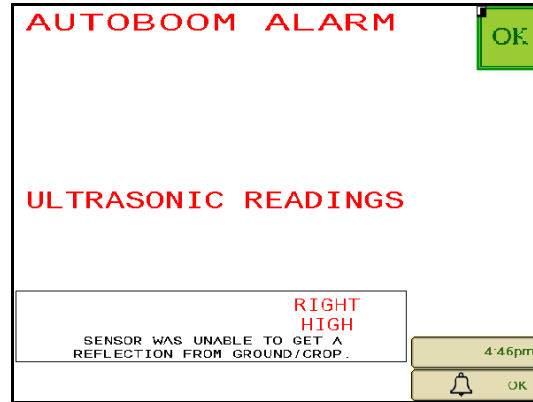 AUTOBOOM ALARM
OK
ULTRASONIC READINGS
RIGHT
HIGH
SENSOR WAS UNABLE TO GET A
REFLECTION FROM GROUND/CROP.
4:46pm
OK